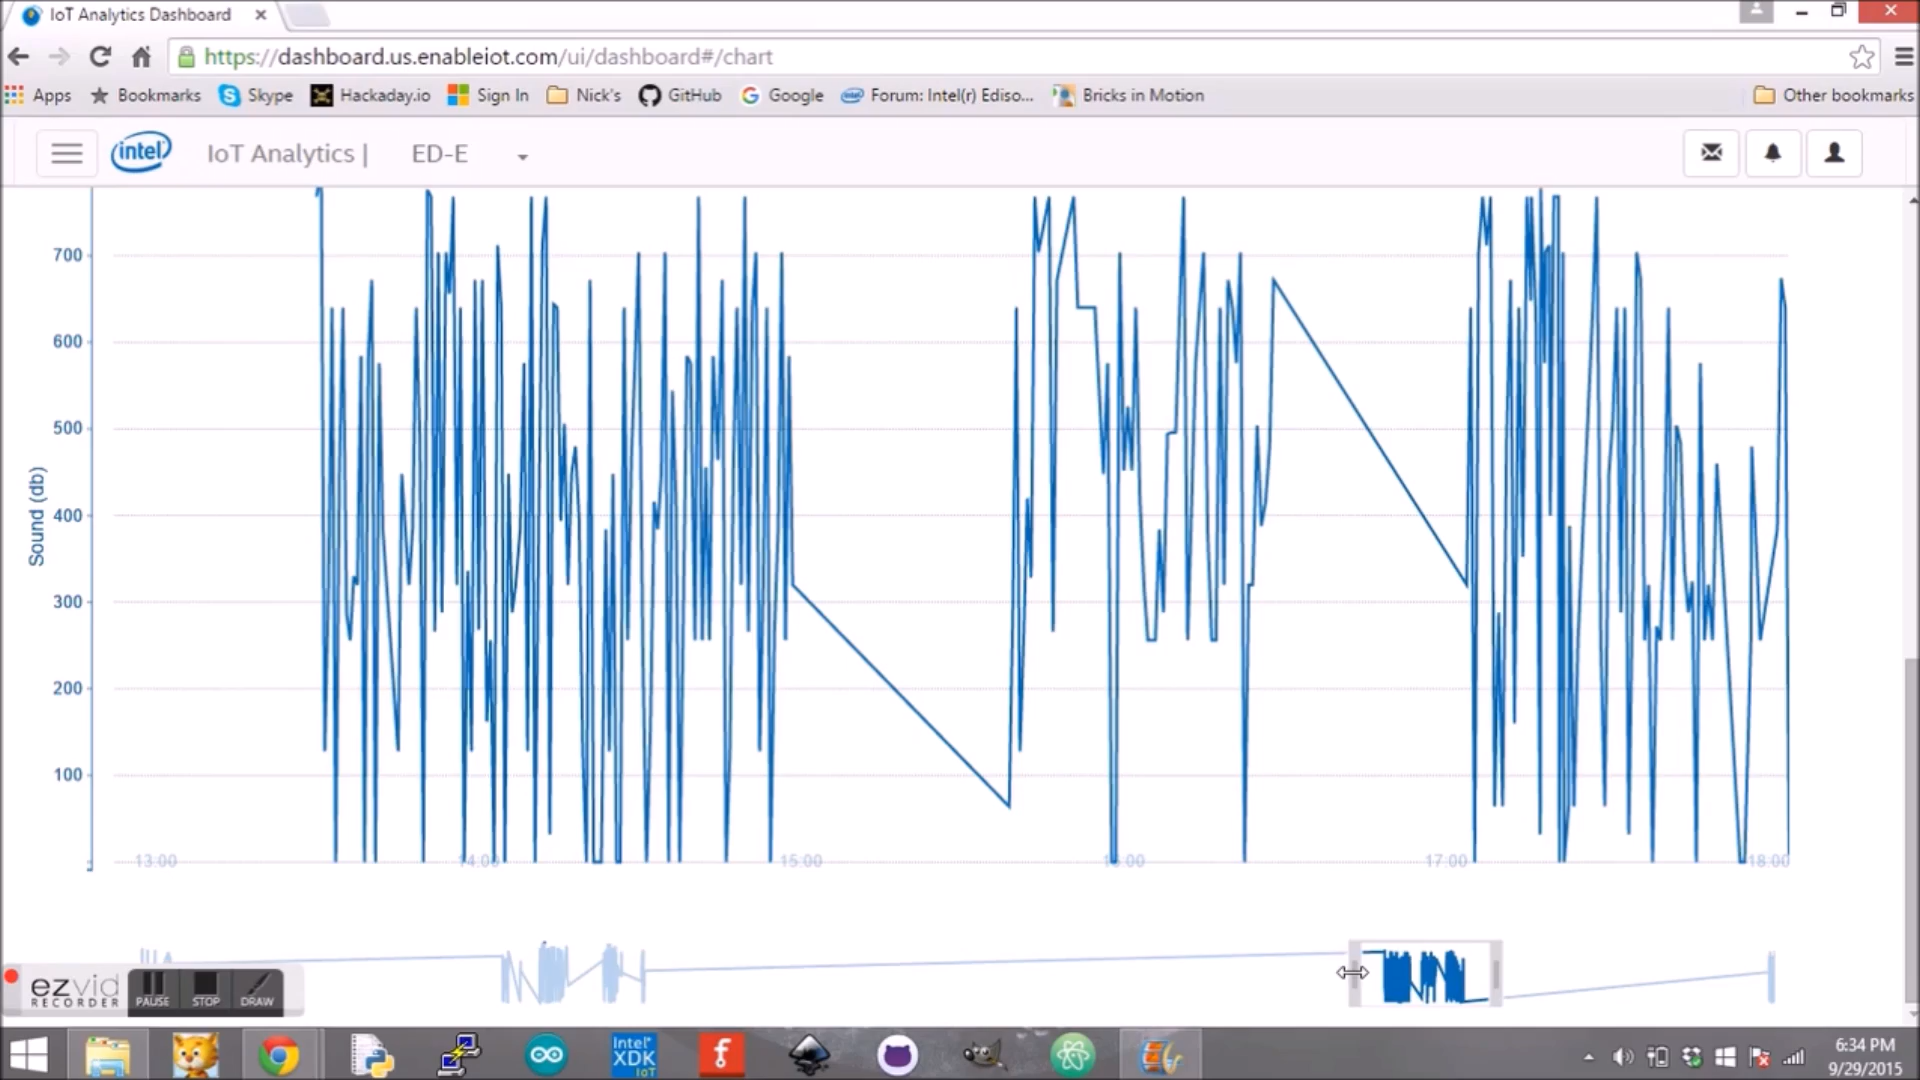 IoT Analytics Dashboard
https://dashboard.us.enableiot.com/ui/dashboard#/chart
Apps Bookmarks Skype Hackaday.io Sign In Nick's GitHub Google Forum: Intel(r) Ediso... Bricks in Motion Other bookmarks
intel IoT Analytics | ED-E
700
600
500
400
300
200
100
Sound (db)
13:00 14:00 15:00 16:00 17:00 18:00
ezvid
RECORDER
PAUSE STOP DRAW
Intel
XDK
IoT
6:34 PM
9/29/2015